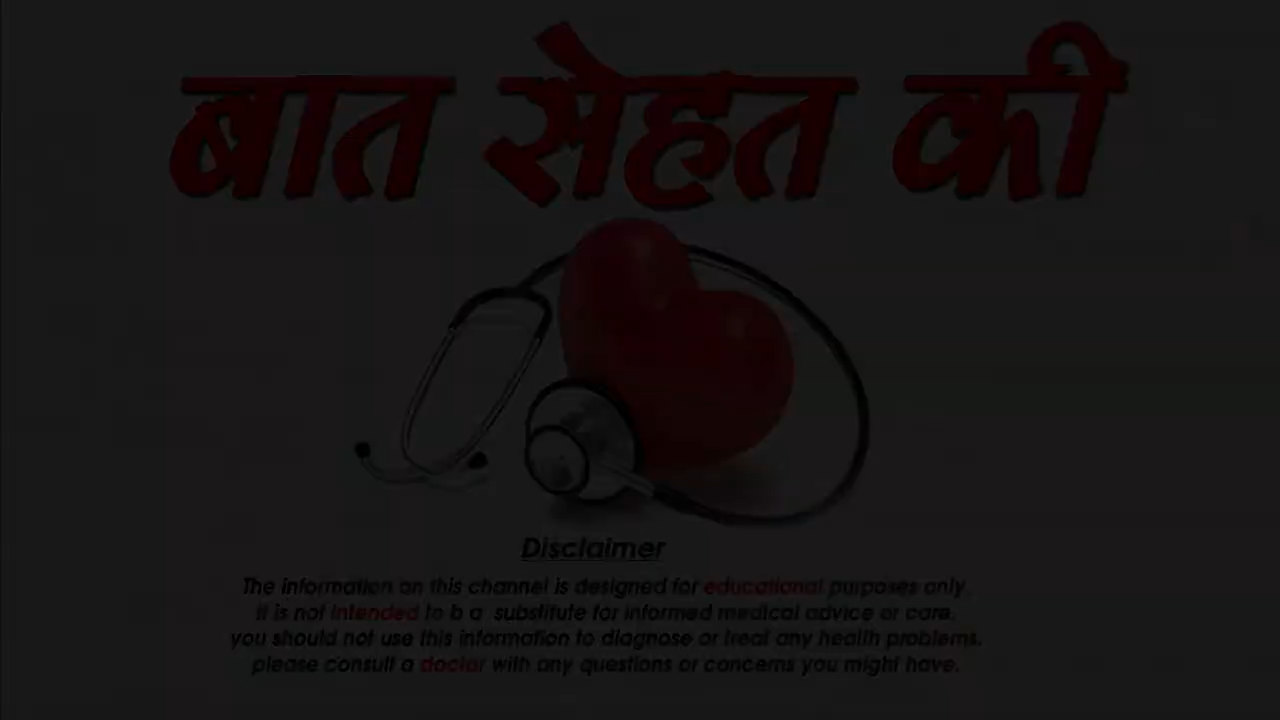 बात सेहत की
Disclaimer
The information on this channel is designed for educational purposes only.
it is not intended to b a substitute for informed medical advice or care.
you should not use this information to diagnose or treat any health problems.
please consult a doctor with any questions or concerns you might have.